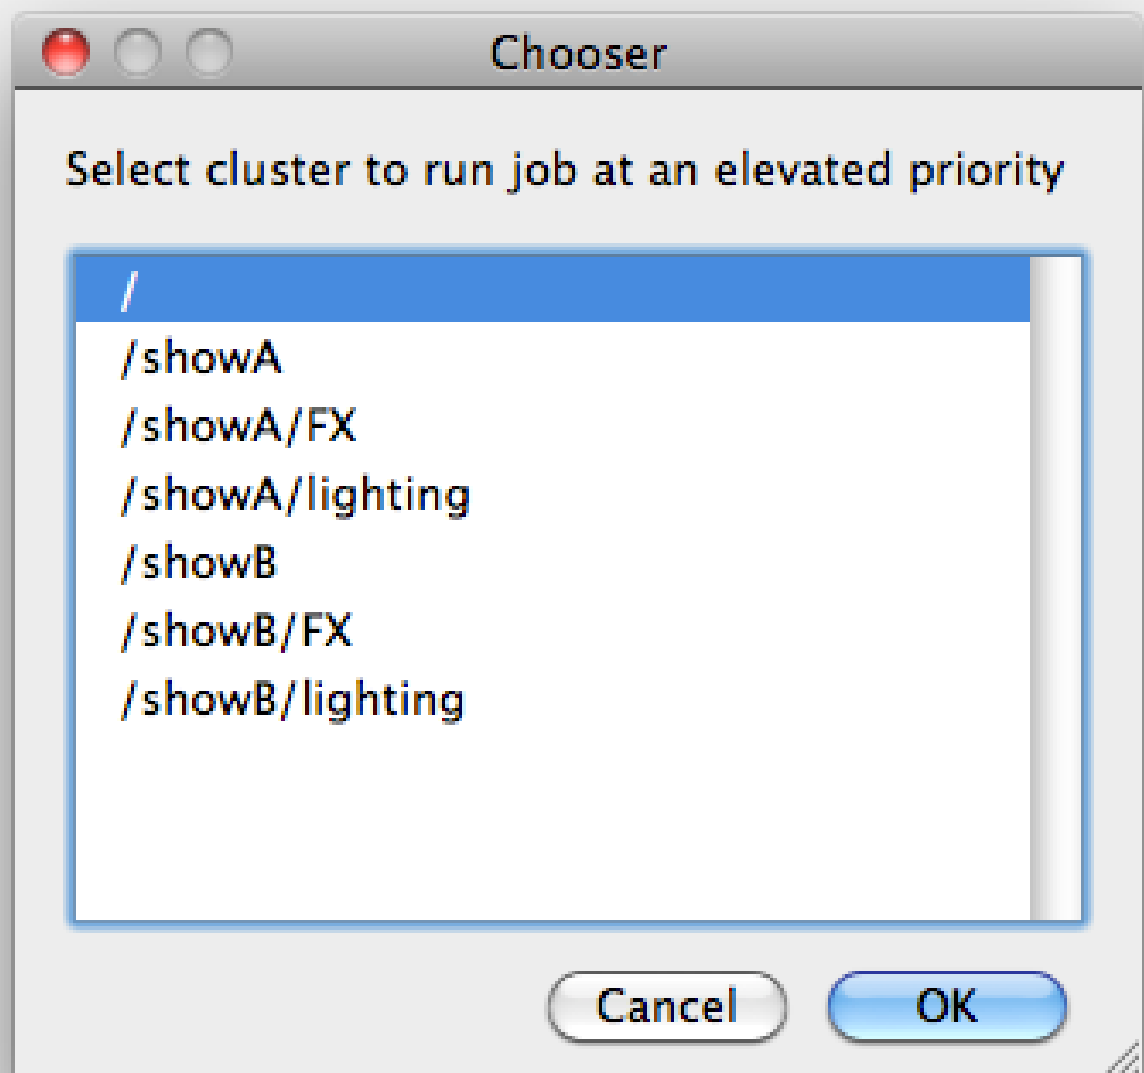 Chooser
Select cluster to run job at an elevated priority
/
/showA
/showA/FX
/showA/lighting
/showB
/showB/FX
/showB/lighting
Cancel OK